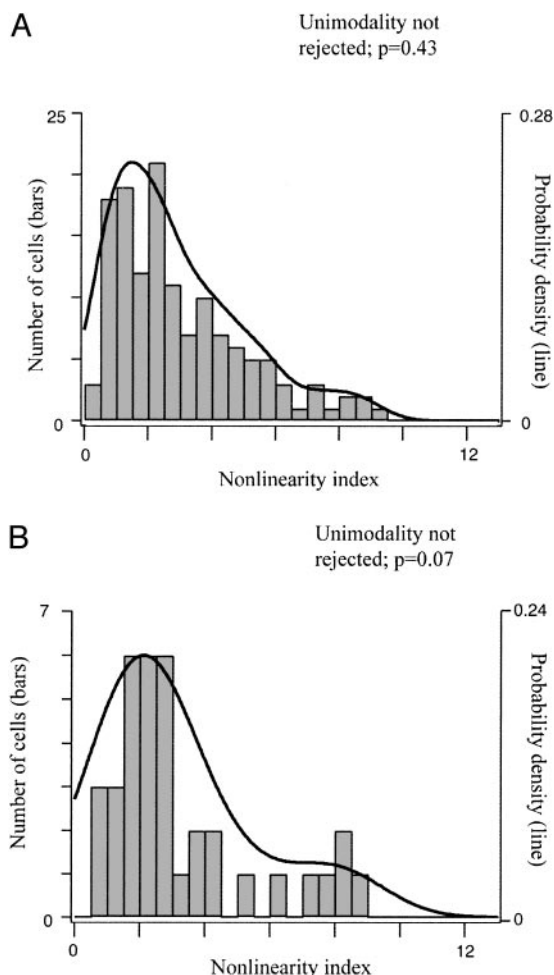 A
Unimodality not
rejected; p=0.43
25
0.28
Number of cells (bars)
Probability density (line)
0
0
0
12
Nonlinearity index
B
Unimodality not
rejected; p=0.07
7
0.24
Number of cells (bars)
Probability density (line)
0
0
0
12
Nonlinearity index